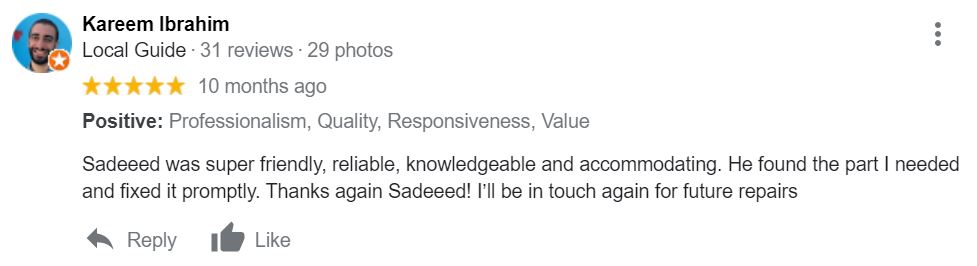 Kareem Ibrahim
Local Guide · 31 reviews · 29 photos
10 months ago
Positive: Professionalism, Quality, Responsiveness, Value
Sadeeed was super friendly, reliable, knowledgeable and accommodating. He found the part I needed
and fixed it promptly. Thanks again Sadeeed! I’ll be in touch again for future repairs
Reply Like